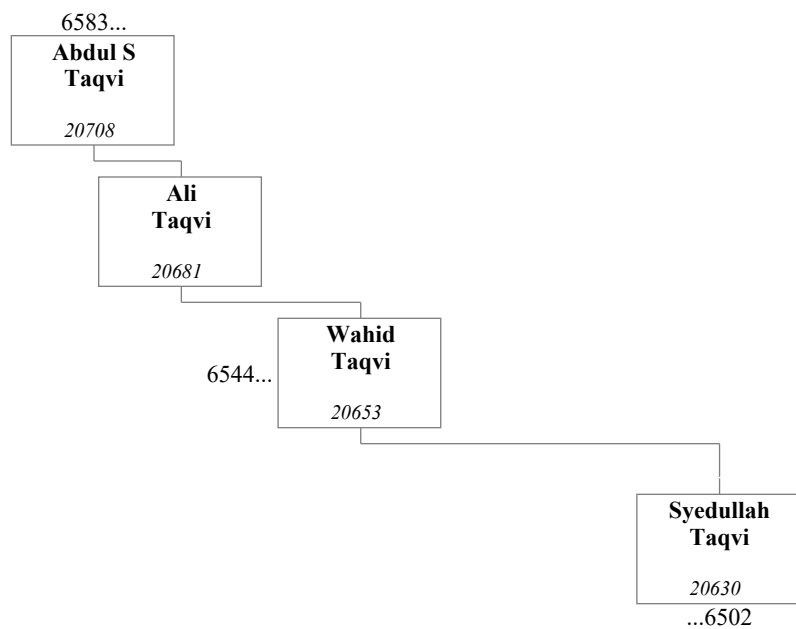 6583...
Abdul S
Taqvi
20708
Ali
Taqvi
20681
Wahid
Taqvi
6544...
20653
Syedullah
Taqvi
20630
...6502